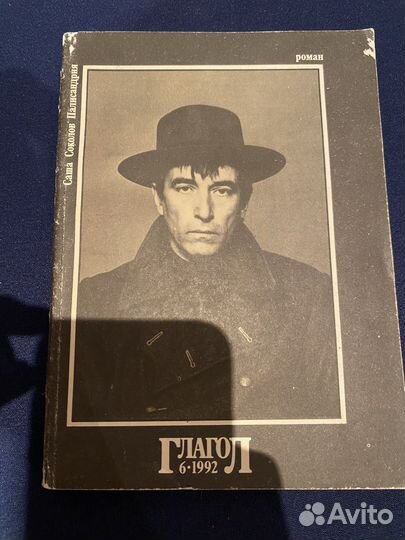 роман
Саша Соколов Палисандрия
ГЛАГОЛ
6•1992
Avito